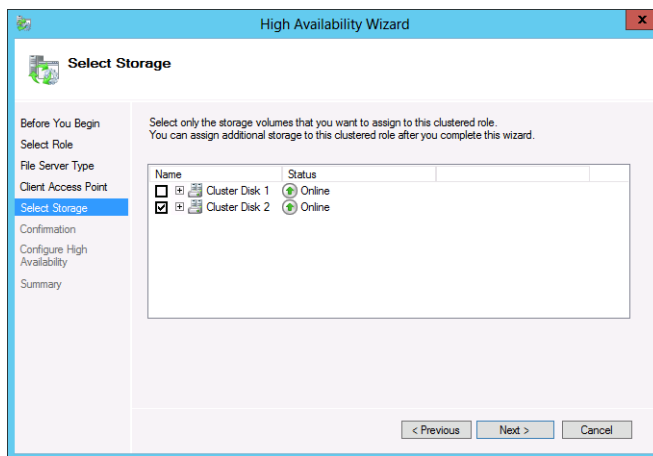 High Availability Wizard
x
Select Storage
Before You Begin
Select Role
File Server Type
Client Access Point
Select Storage
Confirmation
Configure High
Availability
Summary
Select only the storage volumes that you want to assign to this clustered role.
You can assign additional storage to this clustered role after you complete this wizard.
Name Status
Cluster Disk 1 Online
Cluster Disk 2 Online
< Previous Next > Cancel